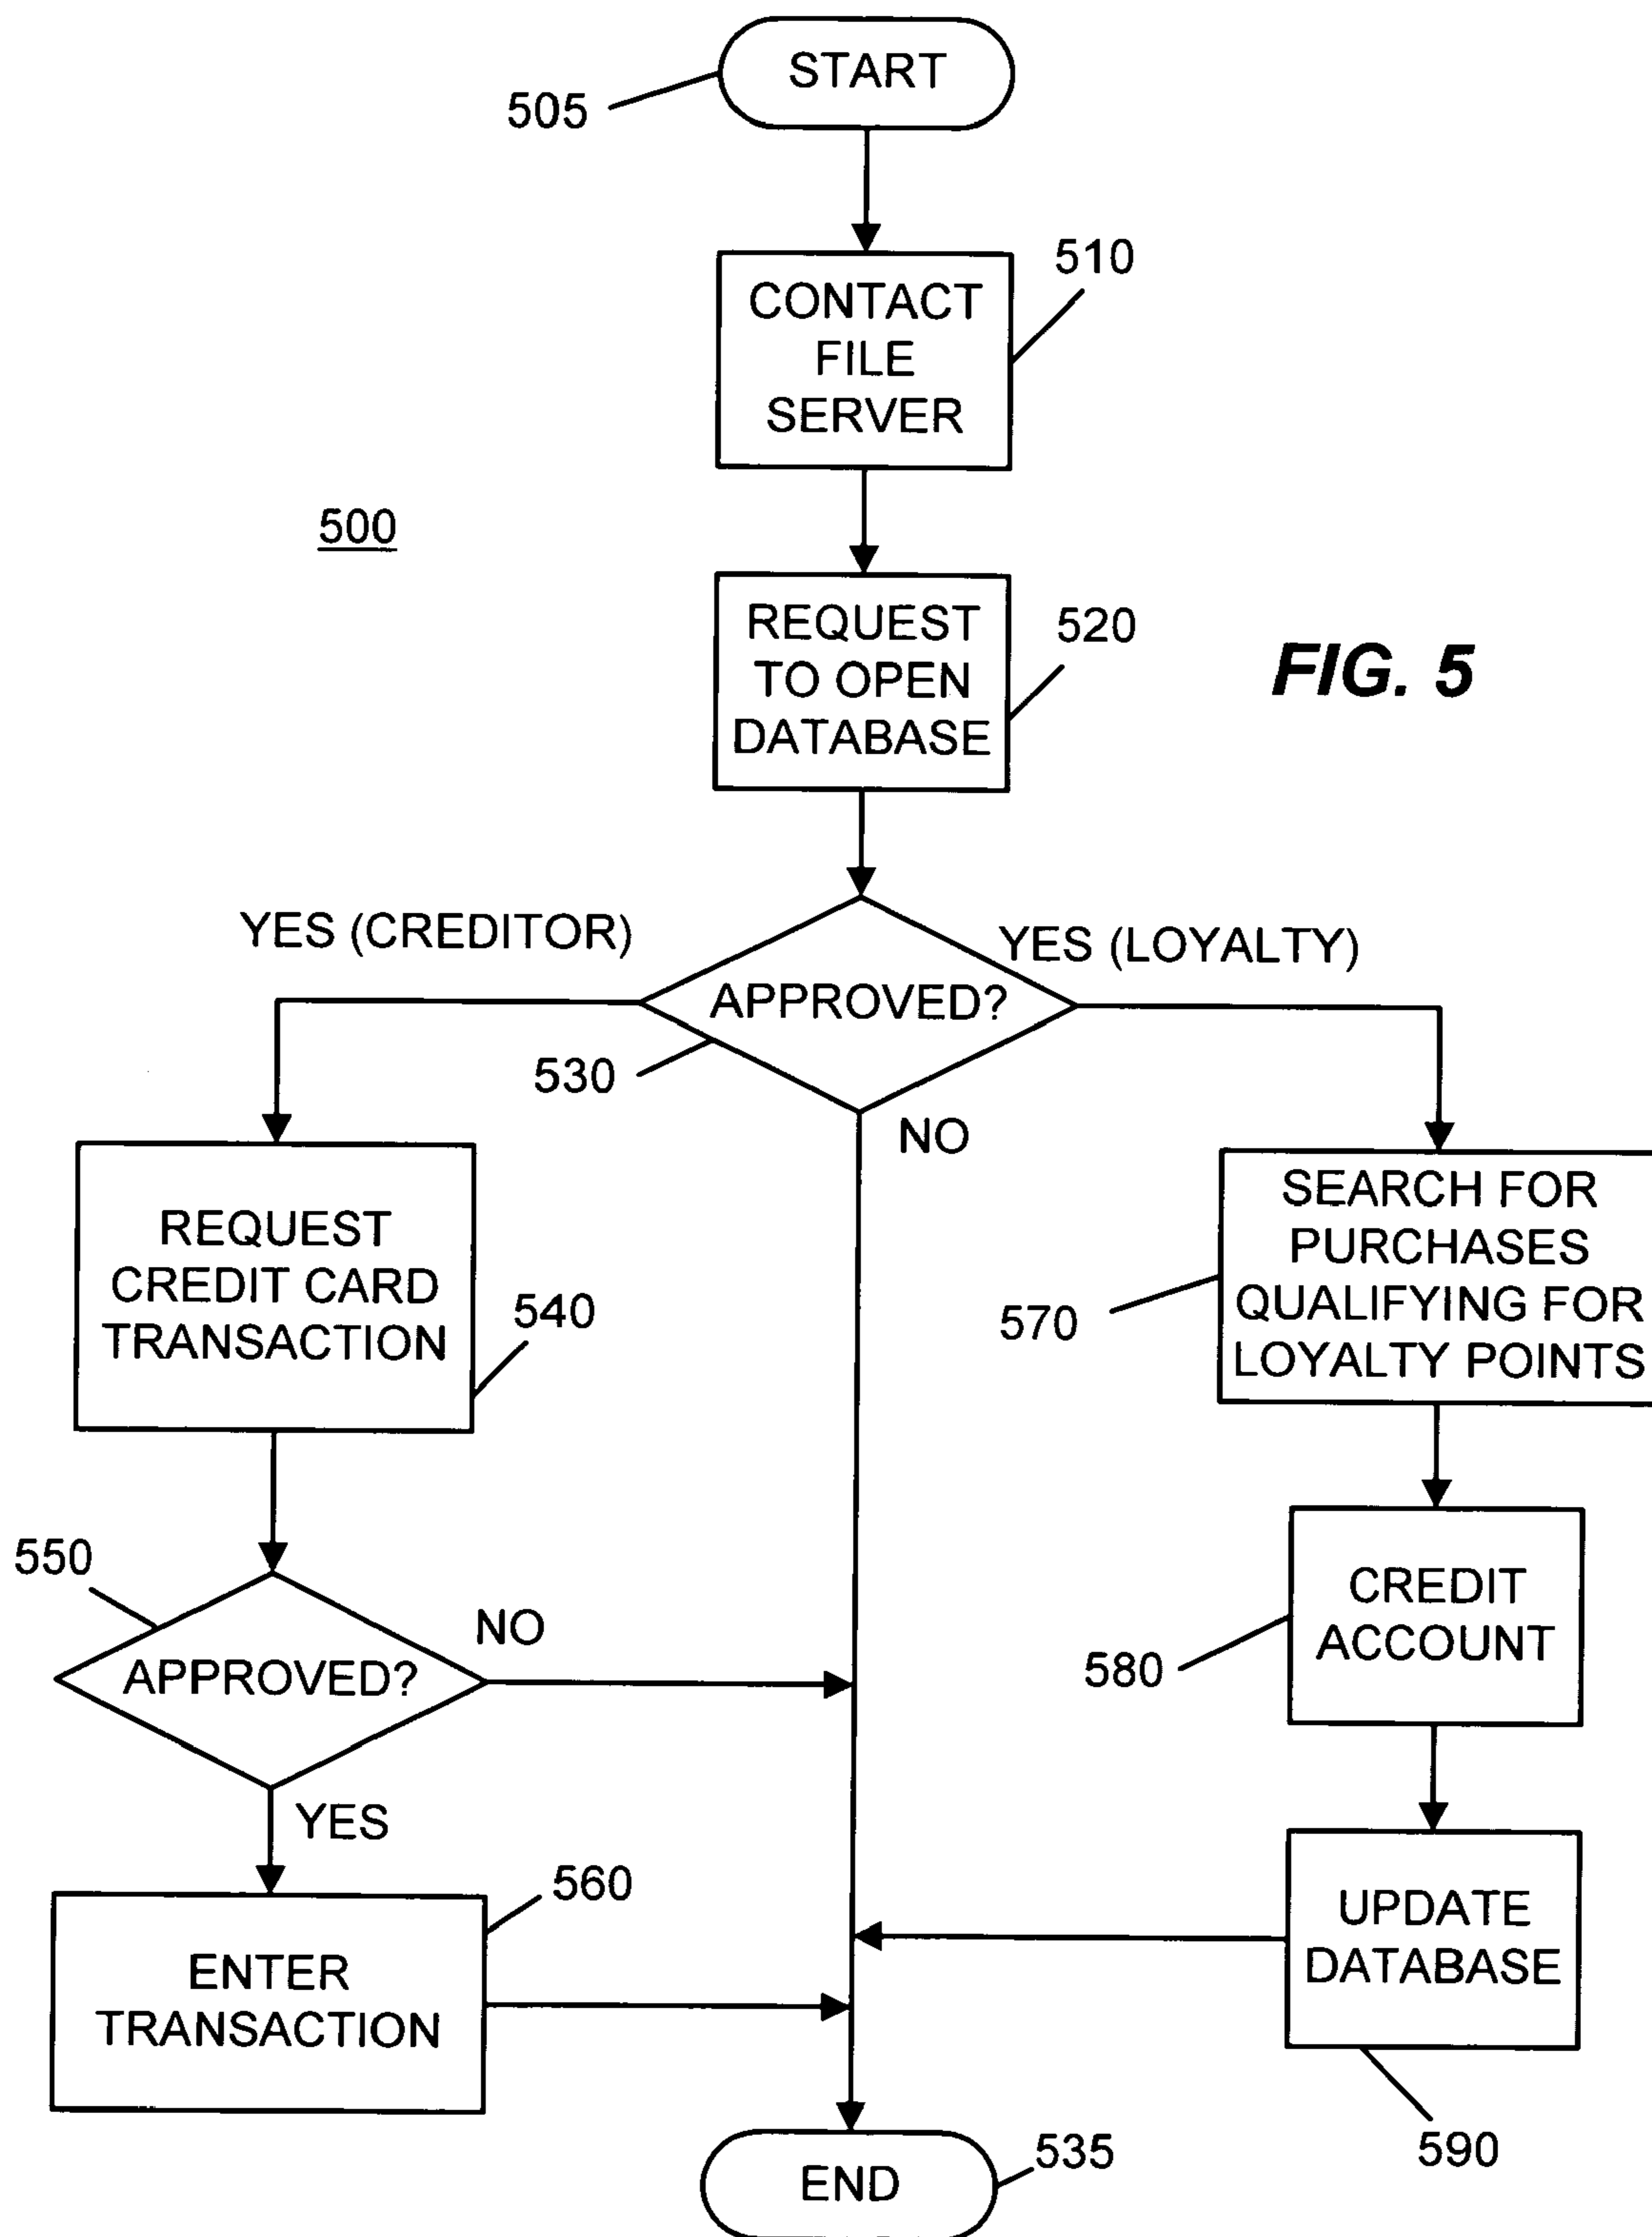 START
505
CONTACT
FILE
SERVER
510
500
REQUEST
TO OPEN
DATABASE
520
FIG. 5
YES (CREDITOR)
YES (LOYALTY)
APPROVED?
530
NO
REQUEST
CREDIT CARD
TRANSACTION
540
SEARCH FOR
PURCHASES
QUALIFYING FOR
LOYALTY POINTS
570
550
APPROVED?
NO
CREDIT
ACCOUNT
580
YES
560
ENTER
TRANSACTION
UPDATE
DATABASE
590
END
535